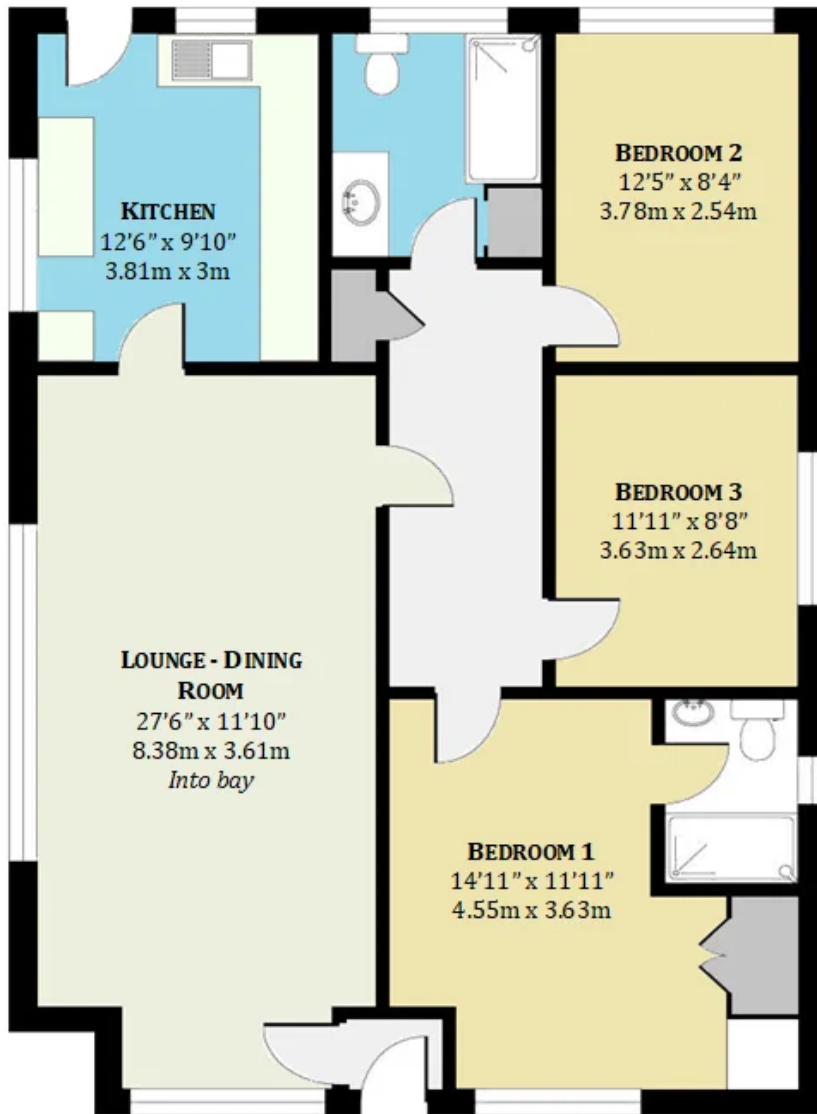 BEDROOM 2
12'5" x 8'4"
3.78m x 2.54m
KITCHEN
12'6" x 9'10"
3.81m x 3m
BEDROOM 3
11'11" x 8'8"
3.63m x 2.64m
LOUNGE - DINING
ROOM
27'6" x 11'10"
8.38m x 3.61m
Into bay
BEDROOM 1
14'11" x 11'11"
4.55m x 3.63m